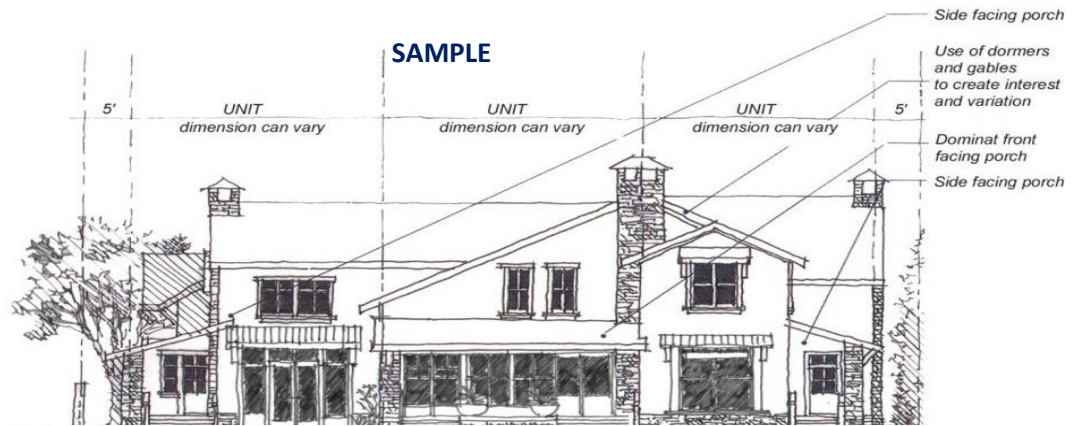 Side facing porch
SAMPLE
Use of dormers
and gables
to create interest
and variation
5'
UNIT
dimension can vary
UNIT
dimension can vary
UNIT
dimension can vary
5'
Dominat front
facing porch
Side facing porch